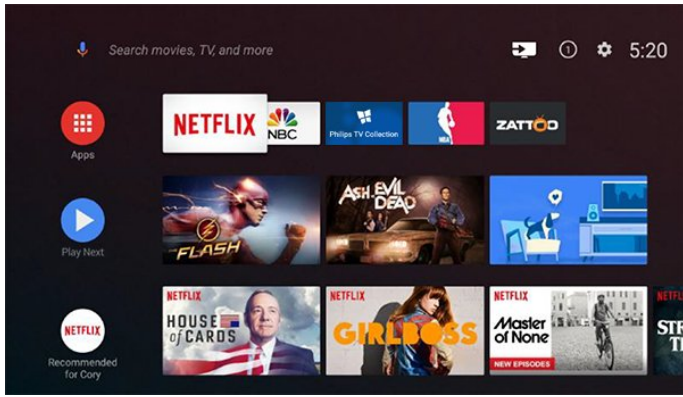 Search movies, TV, and more
1
5:20
Apps
NETFLIX
NBC
Philips TV Collection
NBA
ZATTOO
Play Next
FLASH
ASH VS EVIL
DEAD
NETFLIX
Recommended
for Cory
NETFLIX
HOUSE
of CARDS
NETFLIX
GIRLBOSS
NETFLIX
Master
of None
NEW EPISODES